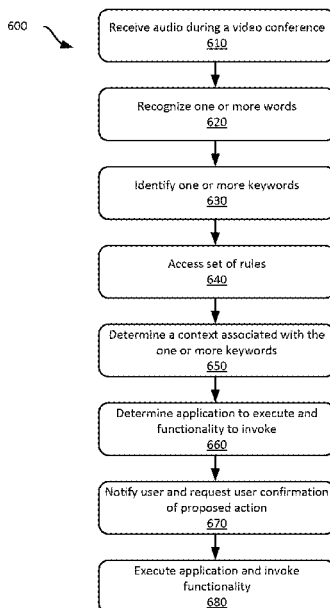 600
Receive audio during a video conference
610
Recognize one or more words
620
Identify one or more keywords
630
Access set of rules
640
Determine a context associated with the
one or more keywords
650
Determine application to execute and
functionality to invoke
660
Notify user and request user confirmation
of proposed action
670
Execute application and invoke
functionality
680